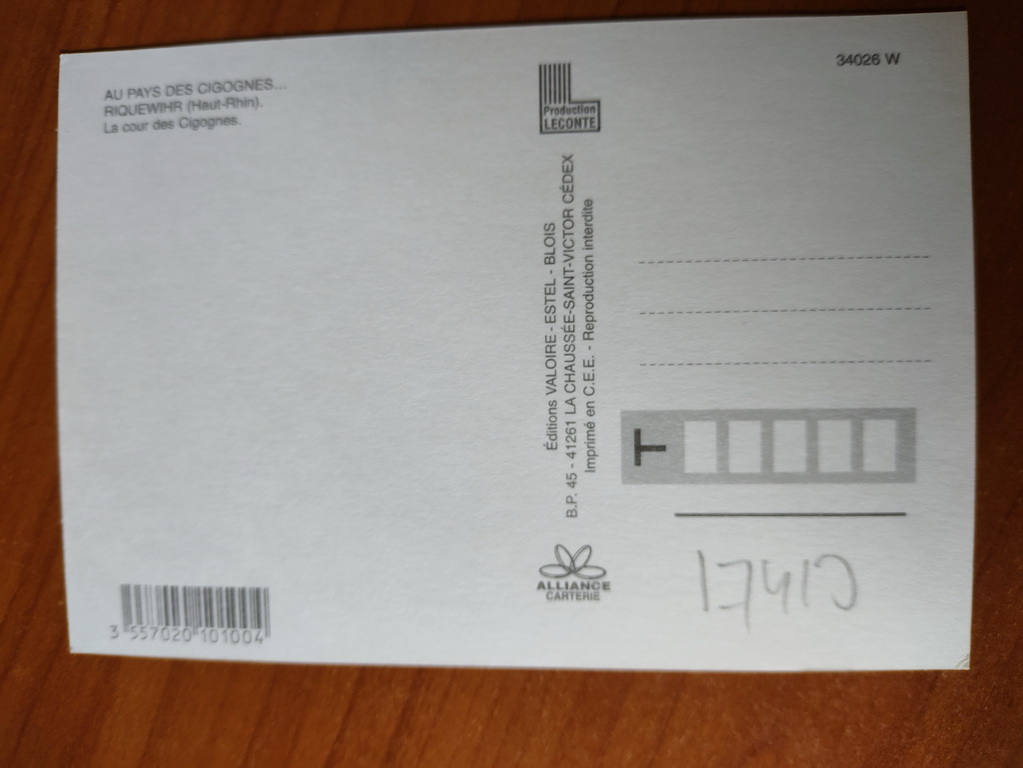 AU PAYS DES CIGOGNES...
RIQUEWIHR (Haut-Rhin).
La cour des Cigognes.
34026 W
Production
LECONTE
Éditions VALOIRE - ESTEL - BLOIS
B.P. 45 - 41261 LA CHAUSSÉE-SAINT-VICTOR CÉDEX
Imprimé en C.E.E. - Reproduction interdite
T
ALLIANCE
CARTERIE
3 557020 101004